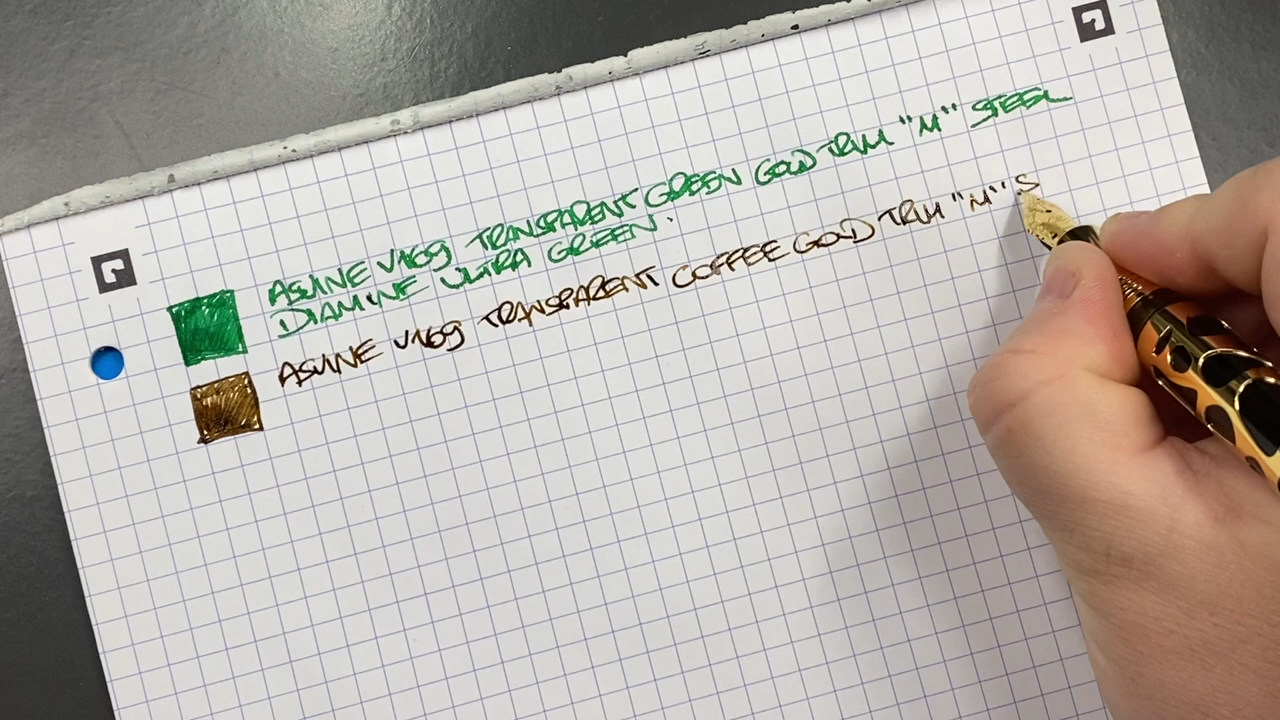 ASVINE V169 TRANSPARENT GREEN GOLD TRIM "M" STEEL
DIAMINE ULTRA GREEN
ASVINE V169 TRANSPARENT COFFEE GOLD TRIM "M" S